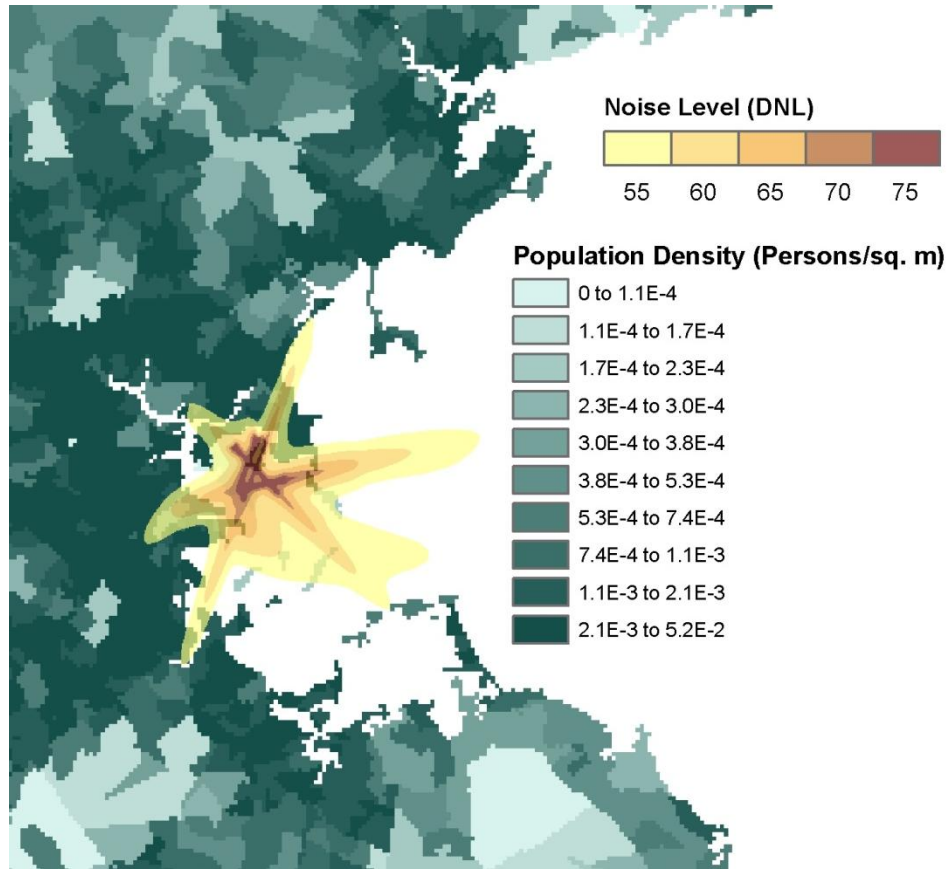 Noise Level (DNL)
55 60 65 70 75
Population Density (Persons/sq. m)
0 to 1.1E-4
1.1E-4 to 1.7E-4
1.7E-4 to 2.3E-4
2.3E-4 to 3.0E-4
3.0E-4 to 3.8E-4
3.8E-4 to 5.3E-4
5.3E-4 to 7.4E-4
7.4E-4 to 1.1E-3
1.1E-3 to 2.1E-3
2.1E-3 to 5.2E-2